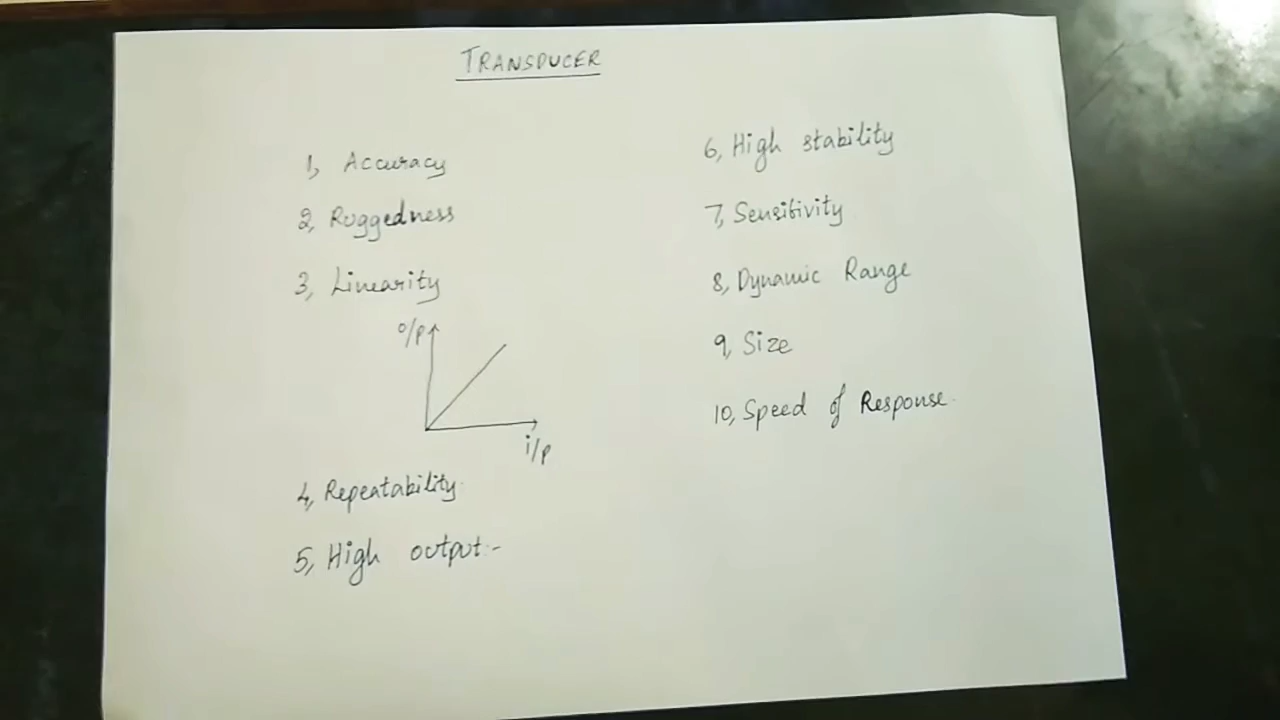 TRANSDUCER
1, Accuracy
2, Ruggedness
3, Linearity
o/p
i/p
4, Repeatability.
5, High output:-
6, High stability
7, Sensitivity
8, Dynamic Range
9, Size
10, Speed of Response.